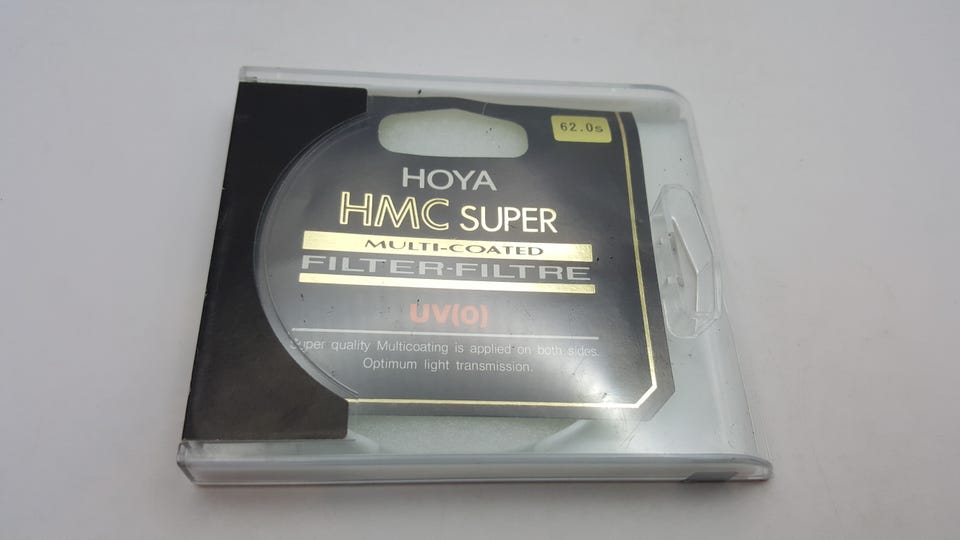 62.0s
HOYA
HMC SUPER
MULTI-COATED
FILTER-FILTRE
UV(O)
Super quality Multicoating is applied on both sides.
Optimum light transmission.